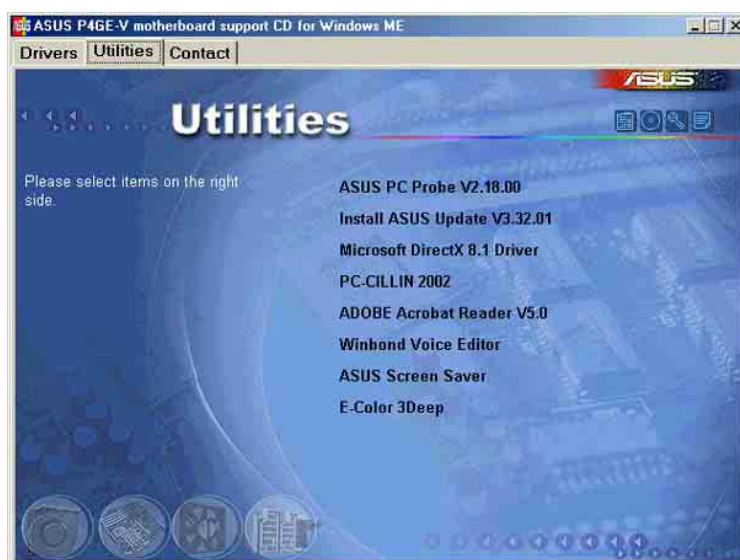 ASUS P4GE-V motherboard support CD for Windows ME
Drivers Utilities Contact
ASUS
Utilities
Please select items on the right
side.
ASUS PC Probe V2.18.00
Install ASUS Update V3.32.01
Microsoft DirectX 8.1 Driver
PC-CILLIN 2002
ADOBE Acrobat Reader V5.0
Winbond Voice Editor
ASUS Screen Saver
E-Color 3Deep